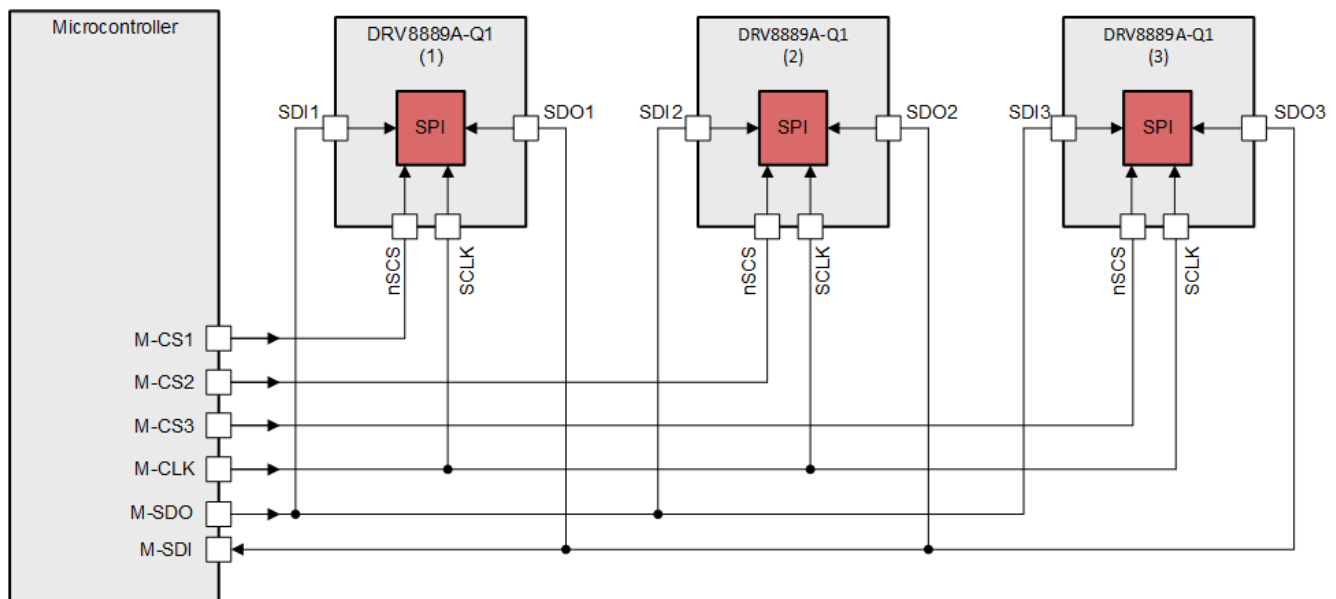 Microcontroller
DRV8889A-Q1
(1)
DRV8889A-Q1
(2)
DRV8889A-Q1
(3)
SDI1
SPI
SDO1
SDI2
SPI
SDO2
SDI3
SPI
SDO3
nSCS
SCLK
nSCS
SCLK
nSCS
SCLK
M-CS1
M-CS2
M-CS3
M-CLK
M-SDO
M-SDI